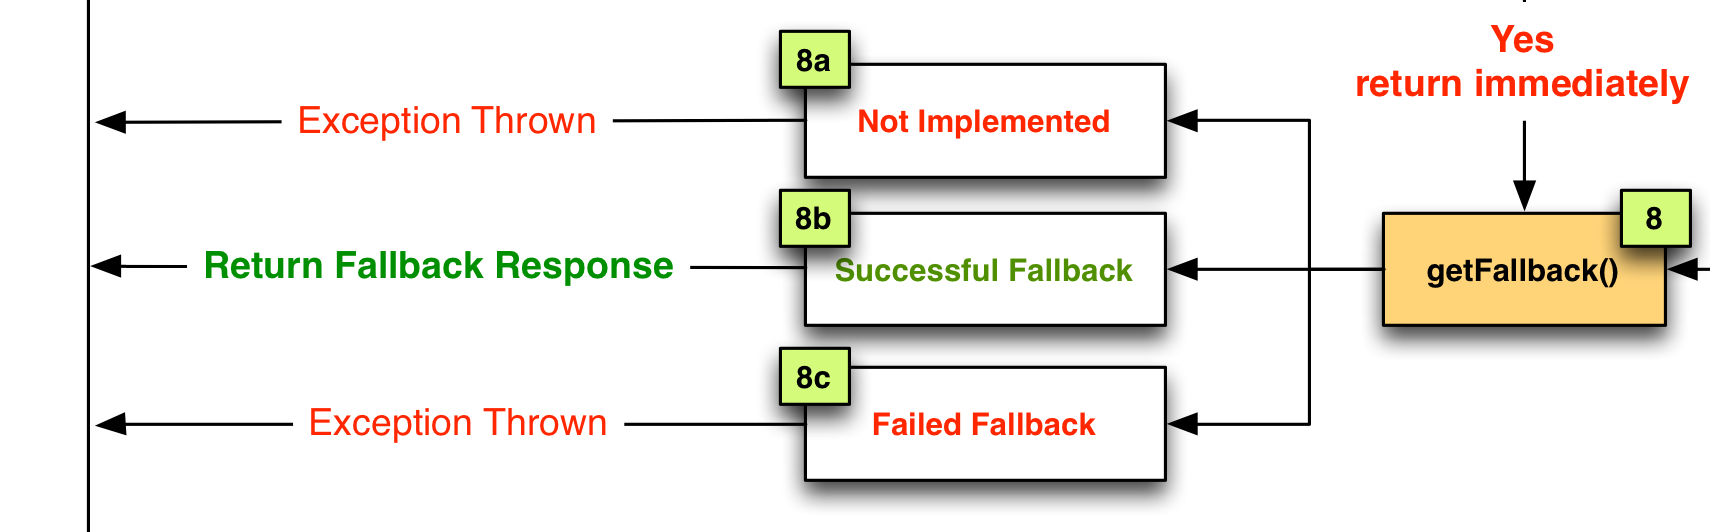 8a
Yes
return immediately
Exception Thrown
Not Implemented
8b
8
Return Fallback Response
Successful Fallback
getFallback()
8c
Exception Thrown
Failed Fallback